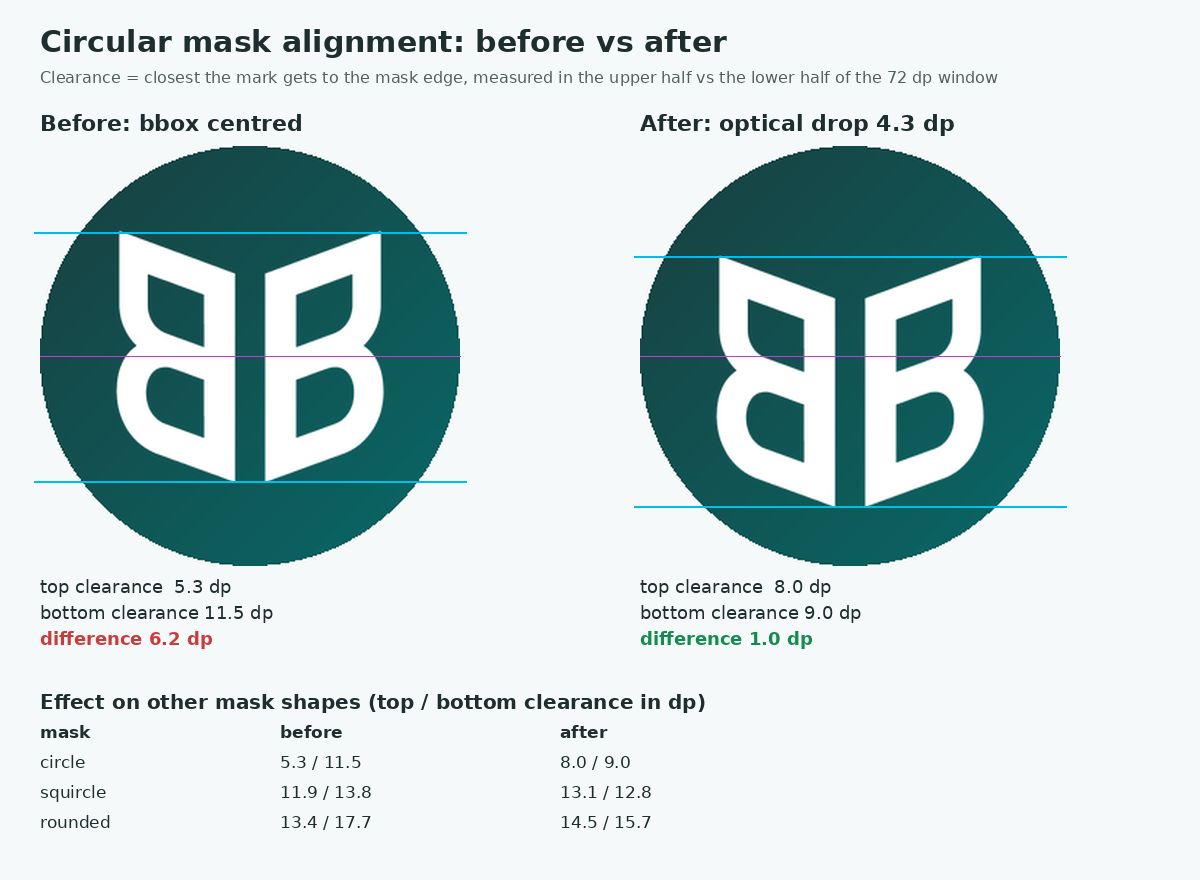 Circular mask alignment: before vs after
Clearance = closest the mark gets to the mask edge, measured in the upper half vs the lower half of the 72 dp window
Before: bbox centred
After: optical drop 4.3 dp
top clearance 5.3 dp
bottom clearance 11.5 dp
difference 6.2 dp
top clearance 8.0 dp
bottom clearance 9.0 dp
difference 1.0 dp
Effect on other mask shapes (top / bottom clearance in dp)
mask before after
circle 5.3 / 11.5 8.0 / 9.0
squircle 11.9 / 13.8 13.1 / 12.8
rounded 13.4 / 17.7 14.5 / 15.7